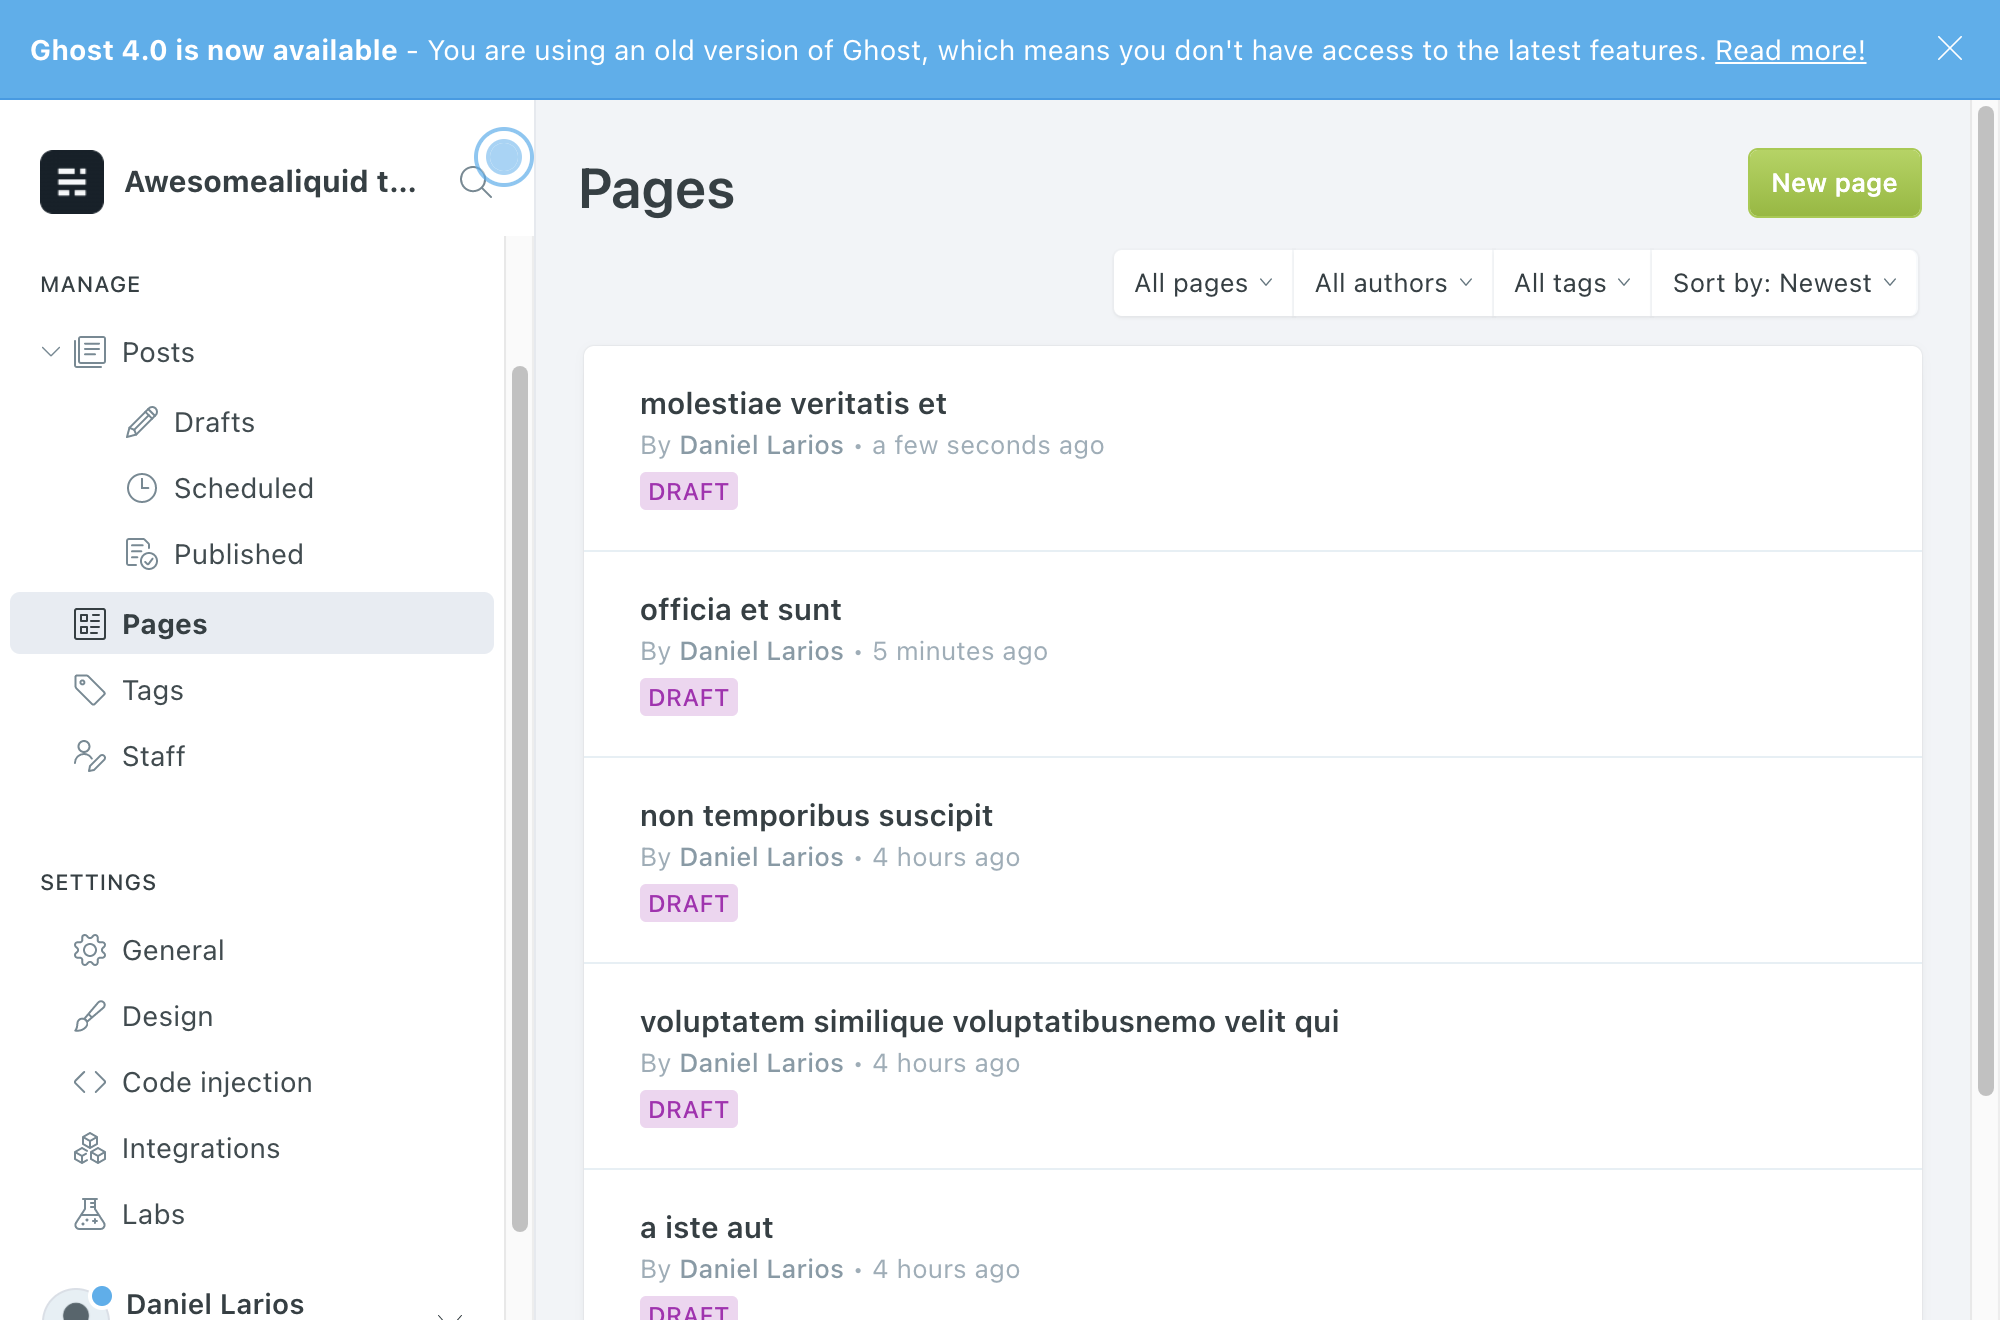 Ghost 4.0 is now available - You are using an old version of Ghost, which means you don't have access to the latest features. Read more!
Awesomealiquid t...
MANAGE
Posts
Drafts
Scheduled
Published
Pages
Tags
Staff
SETTINGS
General
Design
Code injection
Integrations
Labs
Daniel Larios
Pages
New page
All pages
All authors
All tags
Sort by: Newest
molestiae veritatis et
By Daniel Larios • a few seconds ago
DRAFT
officia et sunt
By Daniel Larios • 5 minutes ago
DRAFT
non temporibus suscipit
By Daniel Larios • 4 hours ago
DRAFT
voluptatem similique voluptatibusnemo velit qui
By Daniel Larios • 4 hours ago
DRAFT
a iste aut
By Daniel Larios • 4 hours ago
DRAFT